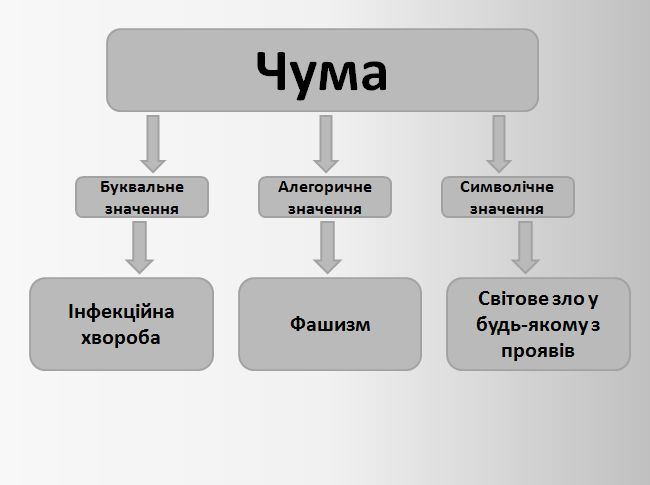 Чума
Буквальне
значення
Алегоричне
значення
Символічне
значення
Інфекційна
хвороба
Фашизм
Світове зло у
будь-якому з
проявів